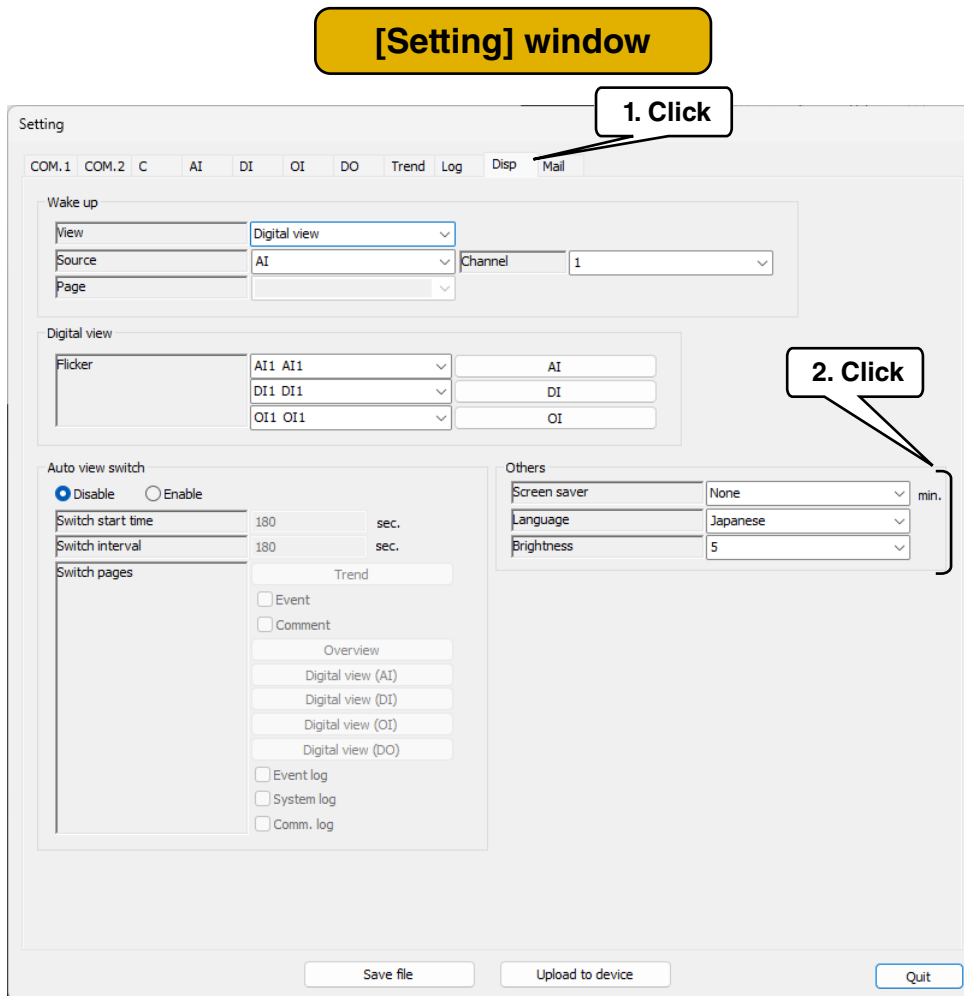 [Setting] window
1. Click
Setting
COM.1 COM.2 C AI DI OI DO Trend Log Disp Mail
Wake up
View Digital view
Source AI Channel 1
Page
Digital view
Flicker AI1 AI1 AI
DI1 DI1 DI
OI1 OI1 OI
2. Click
Auto view switch
Disable Enable
Switch start time 180 sec.
Switch interval 180 sec.
Switch pages Trend
Event
Comment
Overview
Digital view (AI)
Digital view (DI)
Digital view (OI)
Digital view (DO)
Event log
System log
Comm. log
Others
Screen saver None min.
Language Japanese
Brightness 5
Save file Upload to device Quit